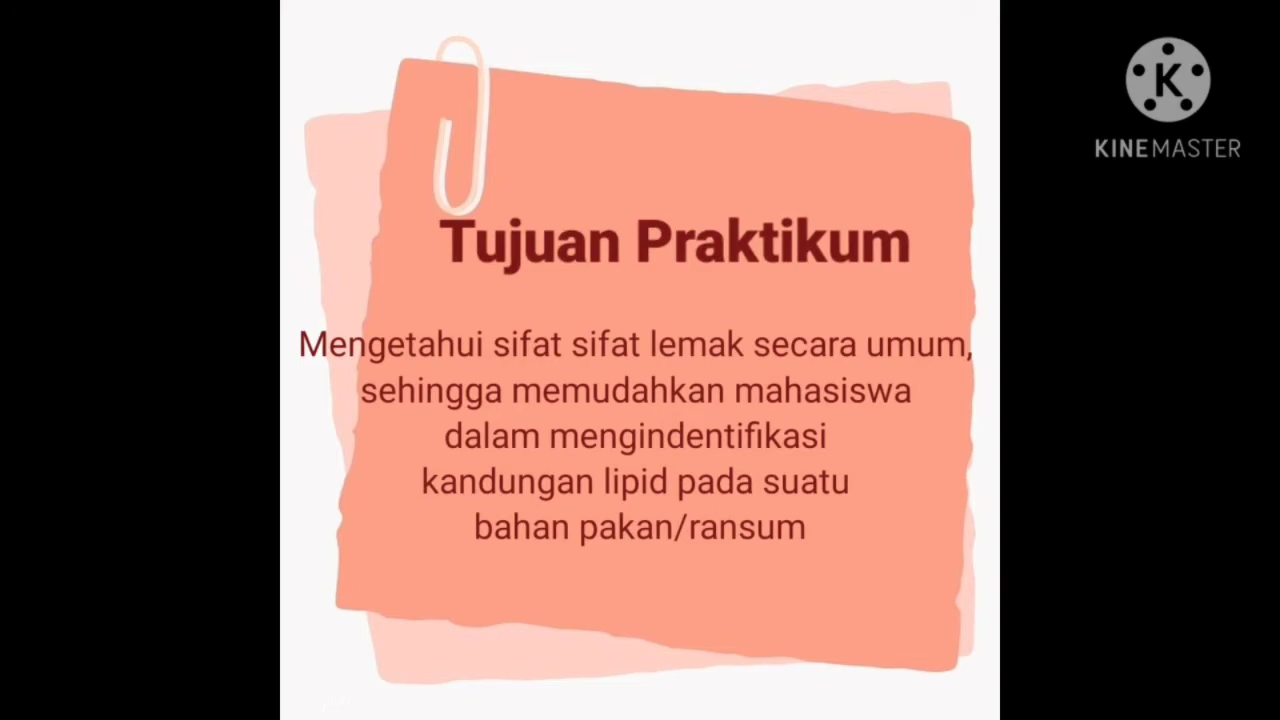 KINEMASTER
Tujuan Praktikum
Mengetahui sifat sifat lemak secara umum,
sehingga memudahkan mahasiswa
dalam mengindentifikasi
kandungan lipid pada suatu
bahan pakan/ransum